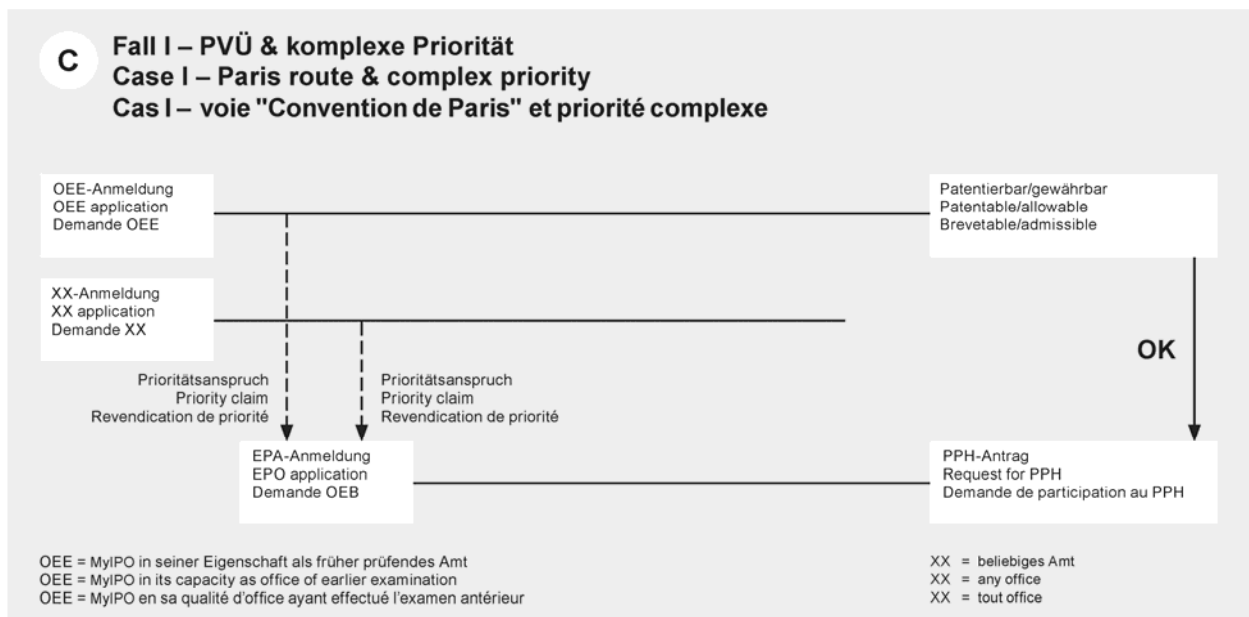 C
Fall I – PVÜ & komplexe Priorität
Case I – Paris route & complex priority
Cas I – voie "Convention de Paris" et priorité complexe
OEE-Anmeldung
OEE application
Demande OEE
Patentierbar/gewährbar
Patentable/allowable
Brevetable/admissible
XX-Anmeldung
XX application
Demande XX
OK
Prioritätsanspruch
Priority claim
Revendication de priorité
Prioritätsanspruch
Priority claim
Revendication de priorité
EPA-Anmeldung
EPO application
Demande OEB
PPH-Antrag
Request for PPH
Demande de participation au PPH
OEE = MyIPO in seiner Eigenschaft als früher prüfendes Amt
OEE = MyIPO in its capacity as office of earlier examination
OEE = MyIPO en sa qualité d'office ayant effectué l'examen antérieur
XX = beliebiges Amt
XX = any office
XX = tout office